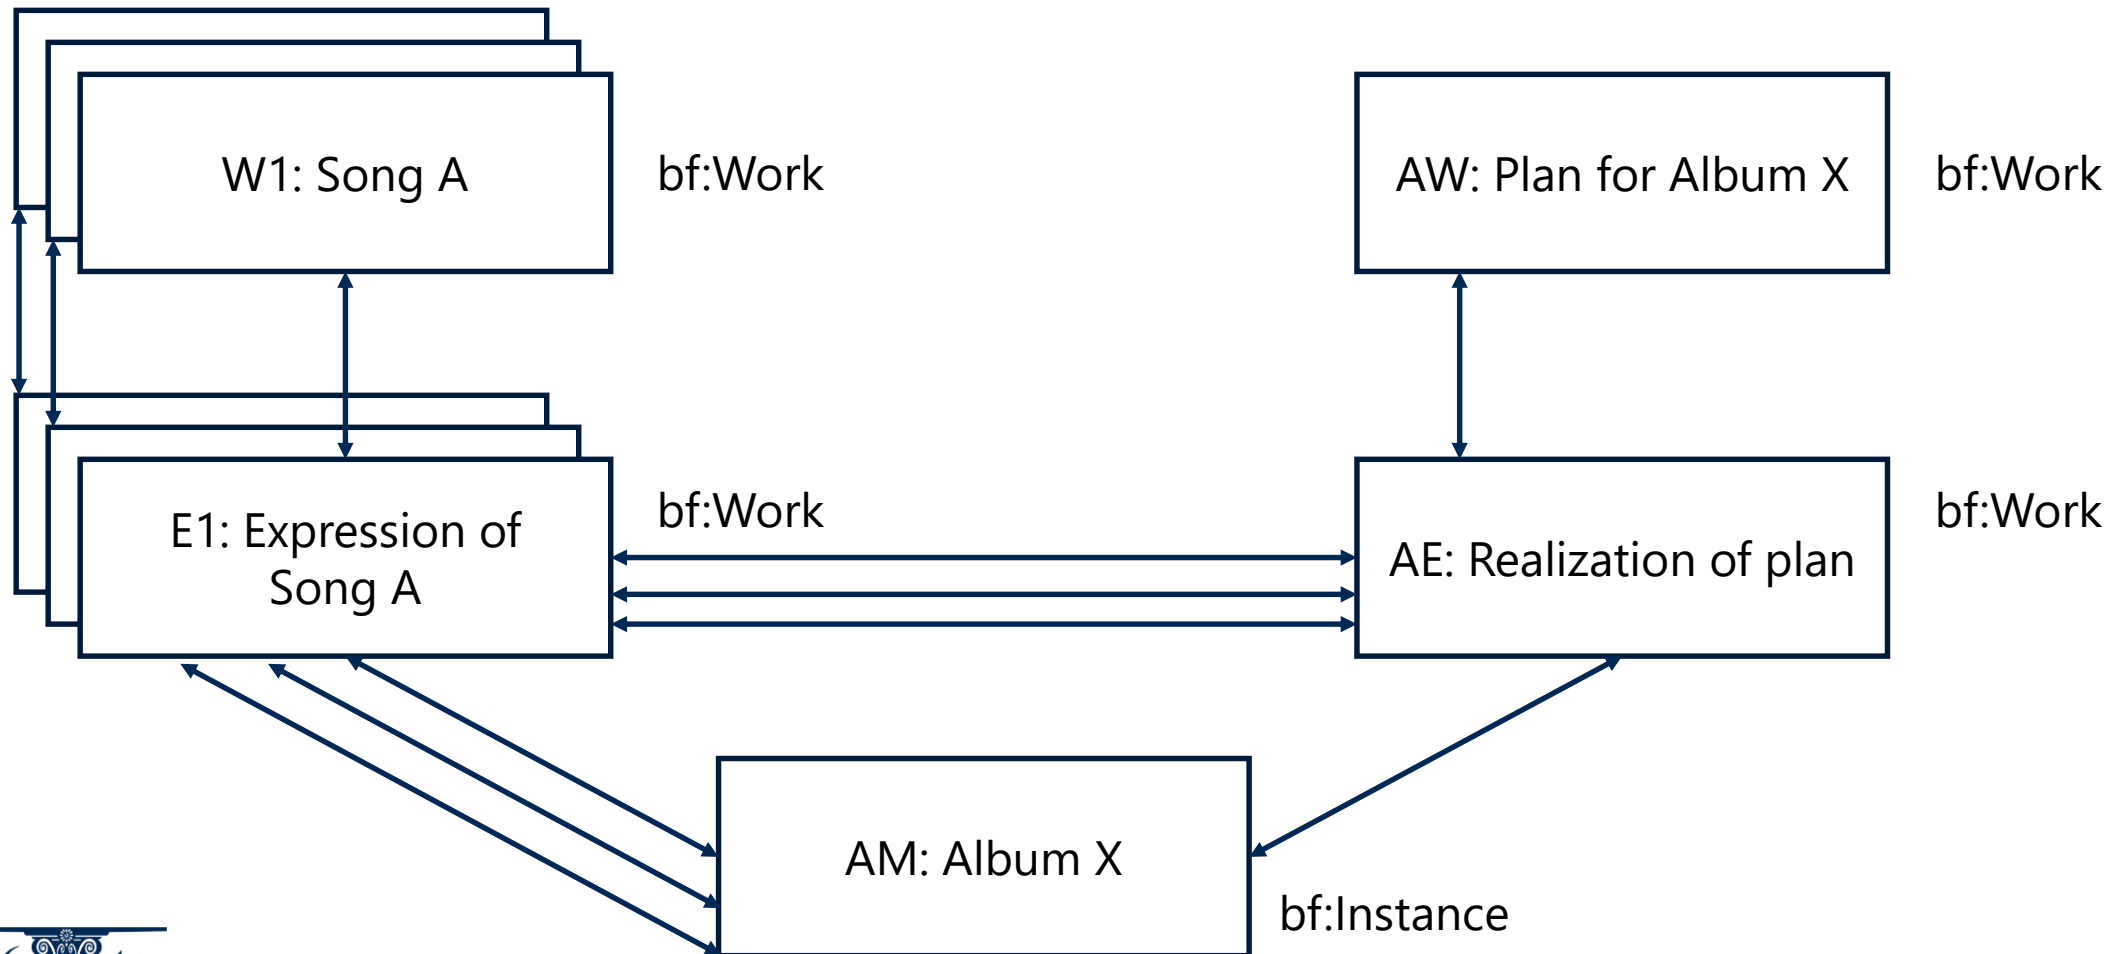 W1: Song A
bf:Work
AW: Plan for Album X
bf:Work
E1: Expression of
Song A
bf:Work
AE: Realization of plan
bf:Work
AM: Album X
bf:Instance